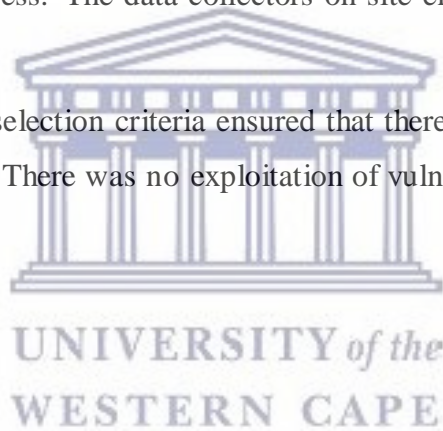 ess. The data collectors on site en
selection criteria ensured that there
There was no exploitation of vuln
UNIVERSITY of the
WESTERN CAPE